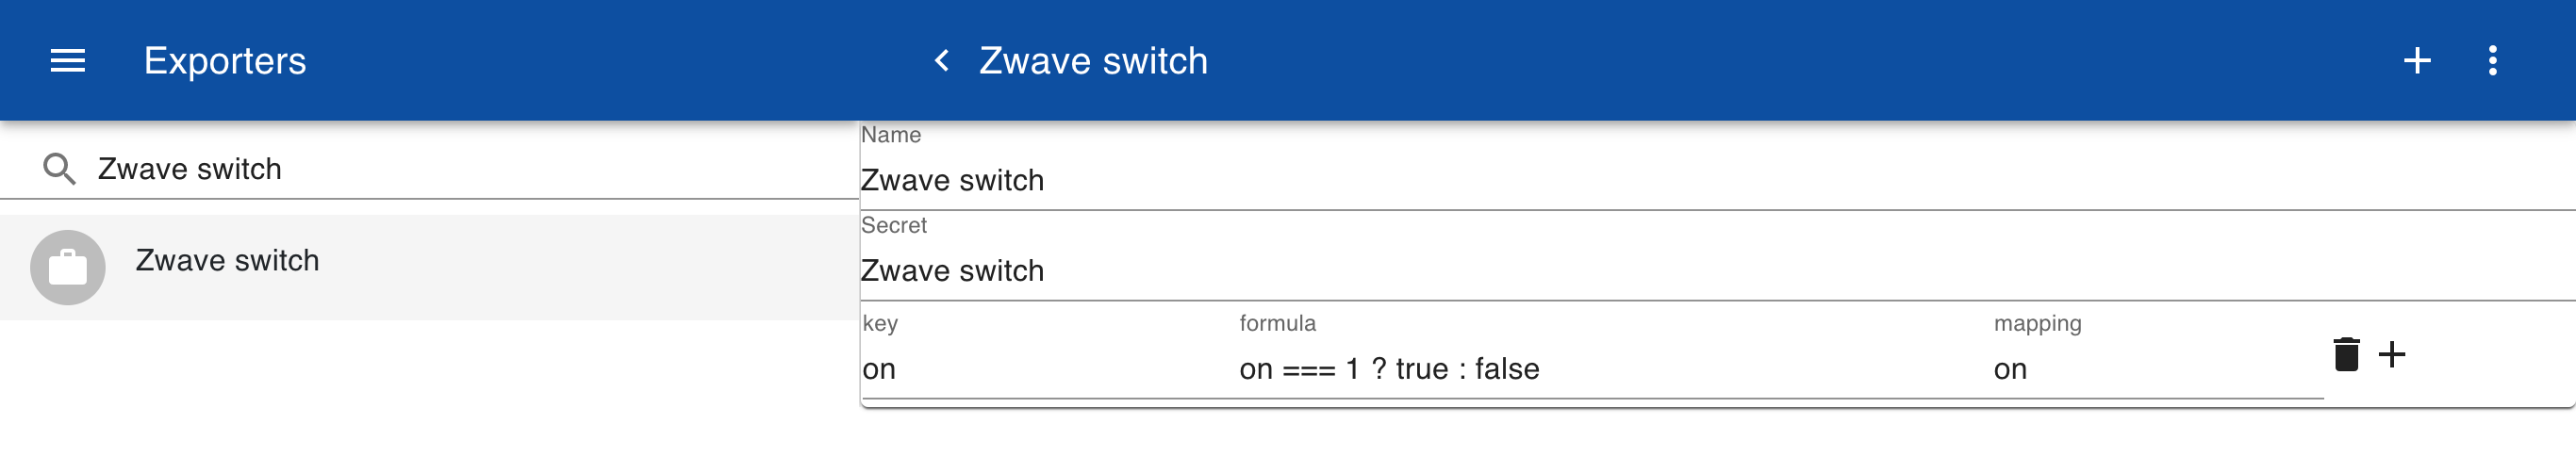 Exporters
Zwave switch
Zwave switch
Zwave switch
Name
Zwave switch
Secret
Zwave switch
key formula mapping
on on === 1 ? true : false on